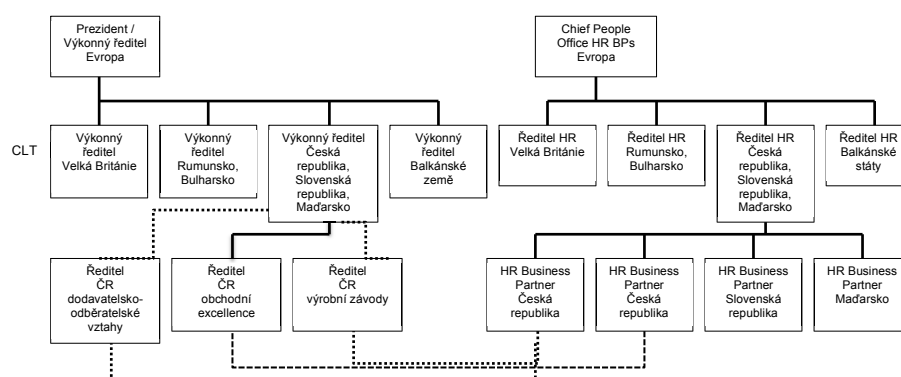 Prezident /
Výkonný ředitel
Evropa
Chief People
Office HR BPs
Evropa
CLT
Výkonný
ředitel
Velká Británie
Výkonný
ředitel
Rumunsko,
Bulharsko
Výkonný ředitel
Česká
republika,
Slovenská
republika,
Maďarsko
Výkonný
ředitel
Balkánské
země
Ředitel HR
Velká Británie
Ředitel HR
Rumunsko,
Bulharsko
Ředitel HR
Česká
republika,
Slovenská
republika,
Maďarsko
Ředitel HR
Balkánské
státy
Ředitel
ČR
dodavatelsko-
odběratelské
vztahy
Ředitel
ČR
obchodní
excellence
Ředitel
ČR
výrobní závody
HR Business
Partner
Česká
republika
HR Business
Partner
Česká
republika
HR Business
Partner
Slovenská
republika
HR Business
Partner
Maďarsko